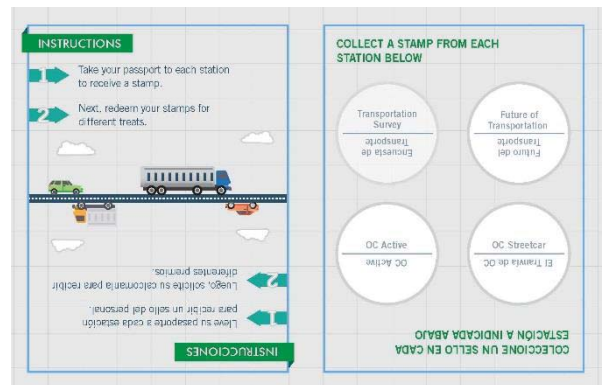 INSTRUCTIONS
1 Take your passport to each station
to receive a stamp.
2 Next, redeem your stamps for
different treats.
INSTRUCCIONES
1 Lleve su pasaporte a cada estación
para recibir un sello del personal.
2 Luego, solicite su calcomanía para recibir
diferentes premios.
COLLECT A STAMP FROM EACH
STATION BELOW
Transportation
Survey
Encuesta de
Transporte
Future of
Transportation
Futuro del
Transporte
OC Active
OC Active
OC Streetcar
El Tranvía de OC
COLECCIONE UN SELLO EN CADA
ESTACIÓN A INDICADA ABAJO